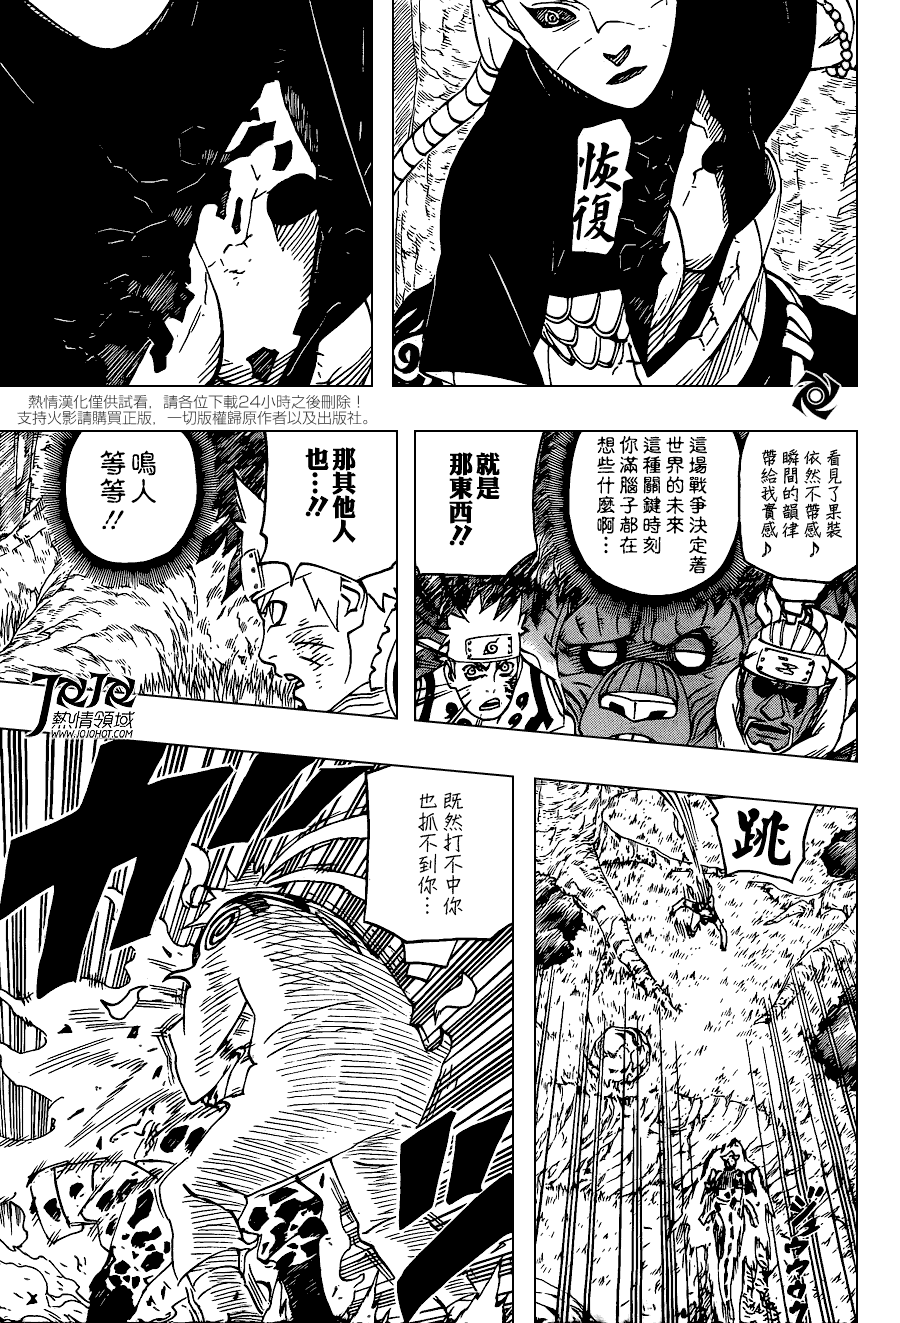 恢
復
熱情漢化僅供試看，請各位下載24小時之後刪除！
支持火影請購買正版，一切版權歸原作者以及出版社。
看見了果裝
依然不帶感♪
瞬間的韻律
帶給我實感♪
這場戰爭決定著
世界的未來
這種關鍵時刻
你滿腦子都在
想些什麼啊…
就是
那東西!!
那其他人
也…!!
鳴人
等等!!
JOJO
熱情領域
WWW.JOJOHOT.COM
跳
既然打不中你
也抓不到你…